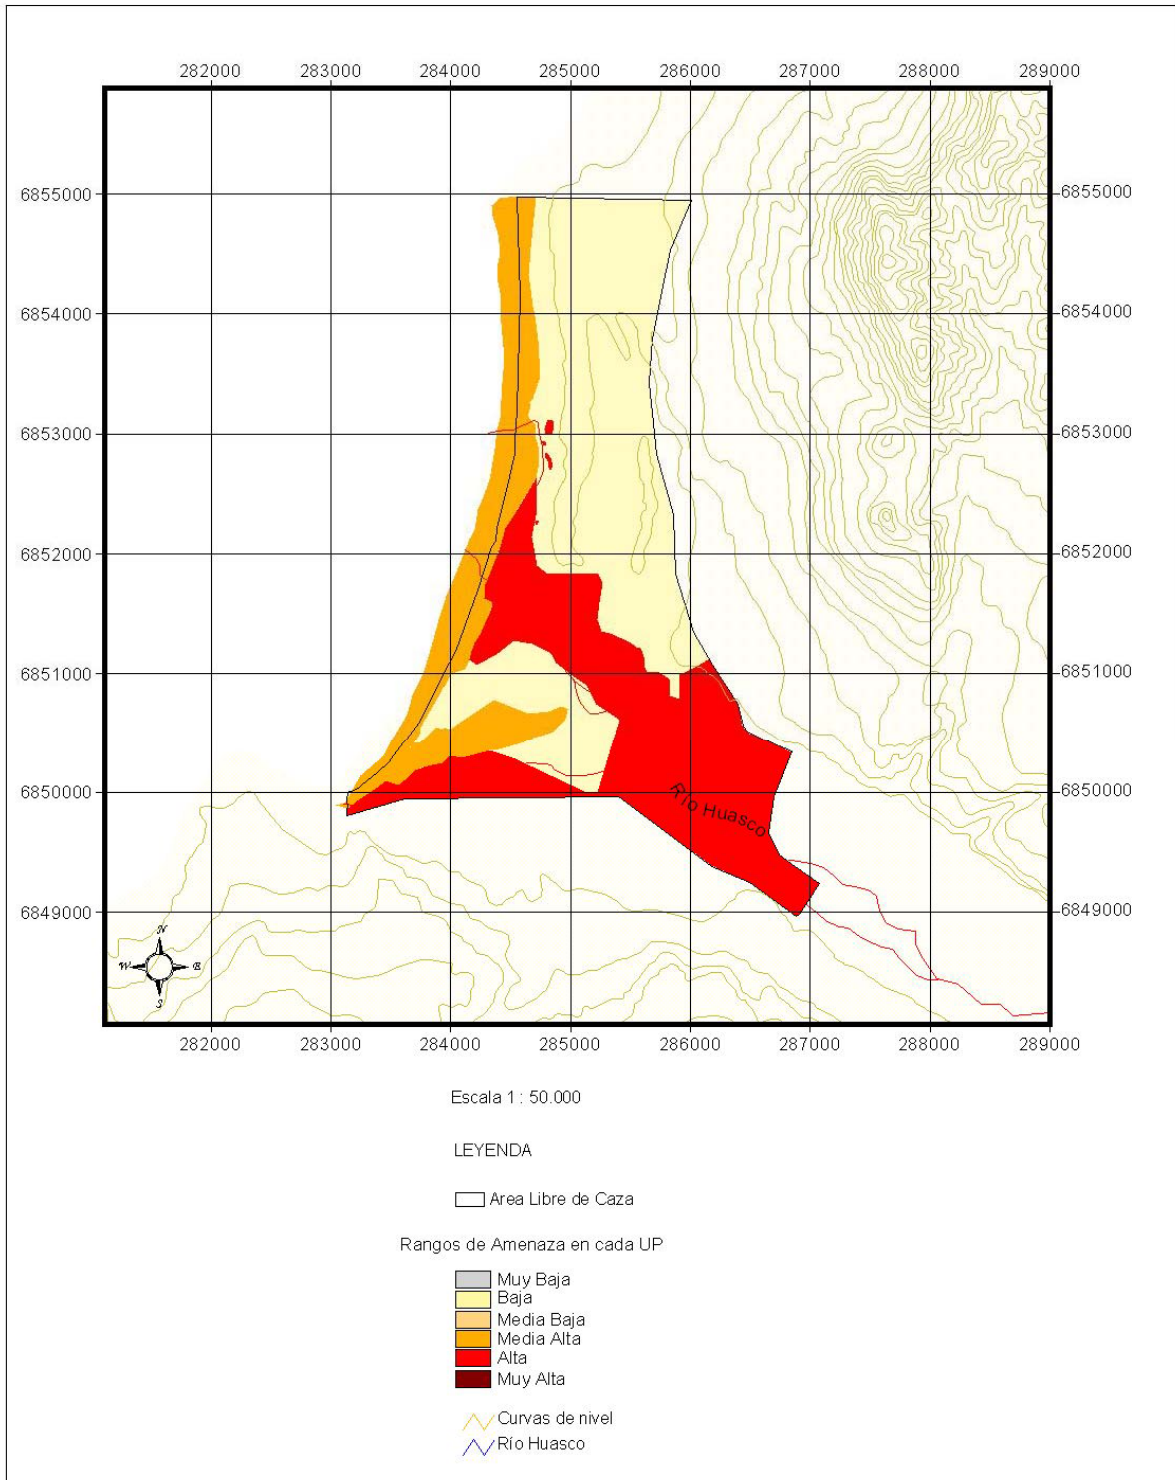 282000 283000 284000 285000 286000 287000 288000 289000
6855000 6855000
6854000 6854000
6853000 6853000
6852000 6852000
6851000 6851000
6850000 6850000
Río Huasco
6849000 6849000
N
W E
S
282000 283000 284000 285000 286000 287000 288000 289000
Escala 1 : 50.000
LEYENDA
Area Libre de Caza
Rangos de Amenaza en cada UP
Muy Baja
Baja
Media Baja
Media Alta
Alta
Muy Alta
Curvas de nivel
Río Huasco